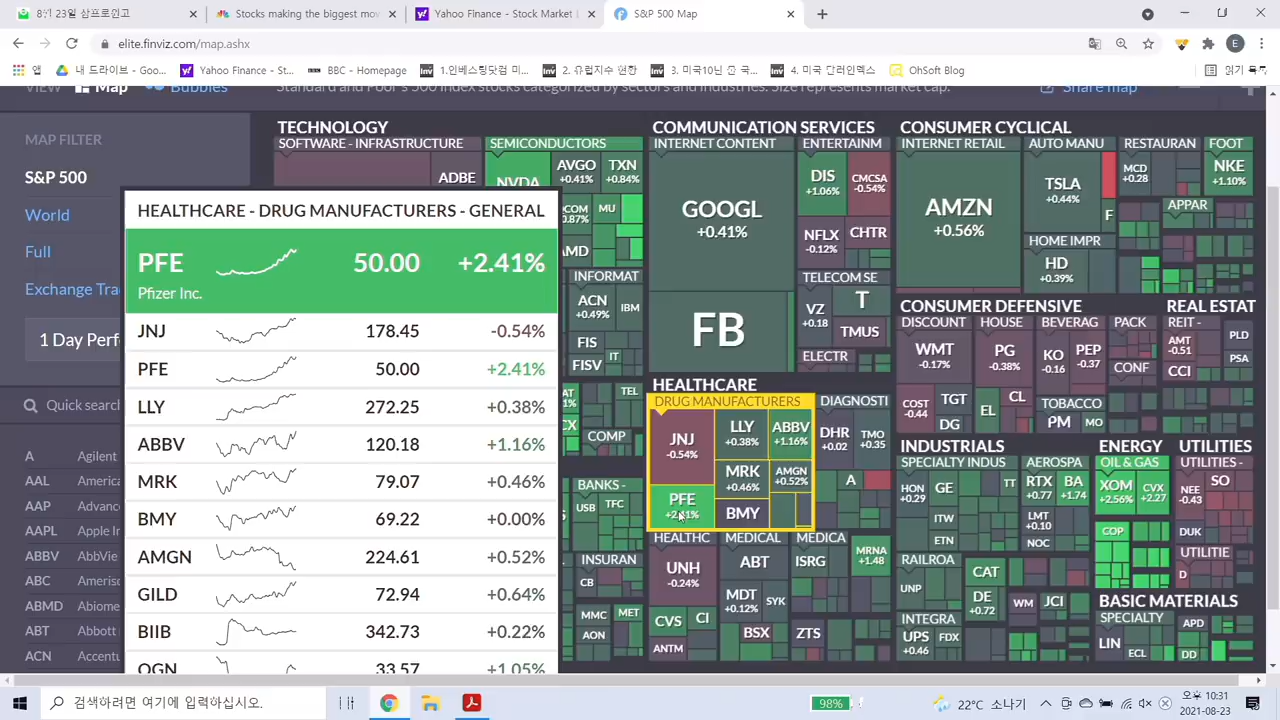 8월 23일 삼프로원고
Stocks making the biggest mov
Yahoo Finance - Stock Market
S&P 500 Map
elite.finviz.com/map.ashx
E
앱
내 드라이브 - Goo...
Yahoo Finance - St...
BBC - Homepage
1.인베스팅닷컴 미...
2. 유럽지수 현황
3. 미국10년 존 국...
4. 미국 달러인덱스
OhSoft Blog
읽기 목록
VIEW
Map
Bubbles
Standard and Poor's 500 index stocks categorized by sectors and industries. Size represents market cap.
Share map
MAP FILTER
S&P 500
World
Full
Exchange Tra
1 Day Perf
Quick search
A Agilent
AAL America
AAP Advance
AAPL Apple In
ABBV AbbVie
ABC Ameris
ABMD Abiome
ABT Abbott
ACN Accentu
HEALTHCARE - DRUG MANUFACTURERS - GENERAL
PFE 50.00 +2.41%
Pfizer Inc.
JNJ 178.45 -0.54%
PFE 50.00 +2.41%
LLY 272.25 +0.38%
ABBV 120.18 +1.16%
MRK 79.07 +0.46%
BMY 69.22 +0.00%
AMGN 224.61 +0.52%
GILD 72.94 +0.64%
BIIB 342.73 +0.22%
OGN 33.57 +1.05%
TECHNOLOGY
SOFTWARE - INFRASTRUCTURE
ADBE
SEMICONDUCTORS
NVDA
AVGO
+0.41%
TXN
+0.84%
COM
0.87%
MU
AMD
INFORMAT
ACN
+0.49%
IBM
FIS
IT
FISV
TEL
COMP
BANKS -
USB
TFC
INSURAN
CB
MMC
MET
AON
COMMUNICATION SERVICES
INTERNET CONTENT
GOOGL
+0.41%
FB
ENTERTAINM
DIS
+1.06%
CMCSA
-0.54%
NFLX
-0.12%
CHTR
TELECOM SE
VZ
+0.18
T
TMUS
ELECTR
HEALTHCARE
DRUG MANUFACTURERS
JNJ
-0.54%
LLY
+0.38%
ABBV
+1.16%
MRK
+0.46%
AMGN
+0.52%
PFE
+2.41%
BMY
DIAGNOSTI
DHR
+0.02
TMO
+0.35
A
HEALTHC
UNH
-0.24%
CVS
CI
ANTM
MEDICAL
ABT
MDT
+0.12%
SYK
BSX
MEDICA
ISRG
ZTS
MRNA
+1.48
CONSUMER CYCLICAL
INTERNET RETAIL
AMZN
+0.56%
AUTO MANU
TSLA
+0.44%
F
RESTAURAN
MCD
+0.28
FOOT
NKE
+1.10%
APPAR
HOME IMPR
HD
+0.39%
CONSUMER DEFENSIVE
DISCOUNT
WMT
-0.17%
COST
-0.44
TGT
DG
HOUSE
PG
-0.38%
EL
CL
BEVERAG
KO
-0.16
PEP
-0.37
PACK
CONF
TOBACCO
PM
MO
REAL ESTAT
REIT -
AMT
-0.51
CCI
PLD
PSA
INDUSTRIALS
SPECIALTY INDUS
HON
+0.29
GE
TT
ITW
ETN
AEROSPA
RTX
+0.77
BA
+1.74
LMT
+0.10
NOC
RAILROA
UNP
CAT
DE
+0.72
WM
JCI
INTEGRA
UPS
+0.46
FDX
ENERGY
OIL & GAS
XOM
+2.56%
CVX
+2.27
COP
UTILITIES
UTILITIES -
NEE
-0.43
SO
DUK
UTILITIE
D
BASIC MATERIALS
SPECIALTY
LIN
ECL
APD
DD
검색하려면 여기에 입력하십시오.
98%
22°C 소나기
오후 10:31
2021-08-23